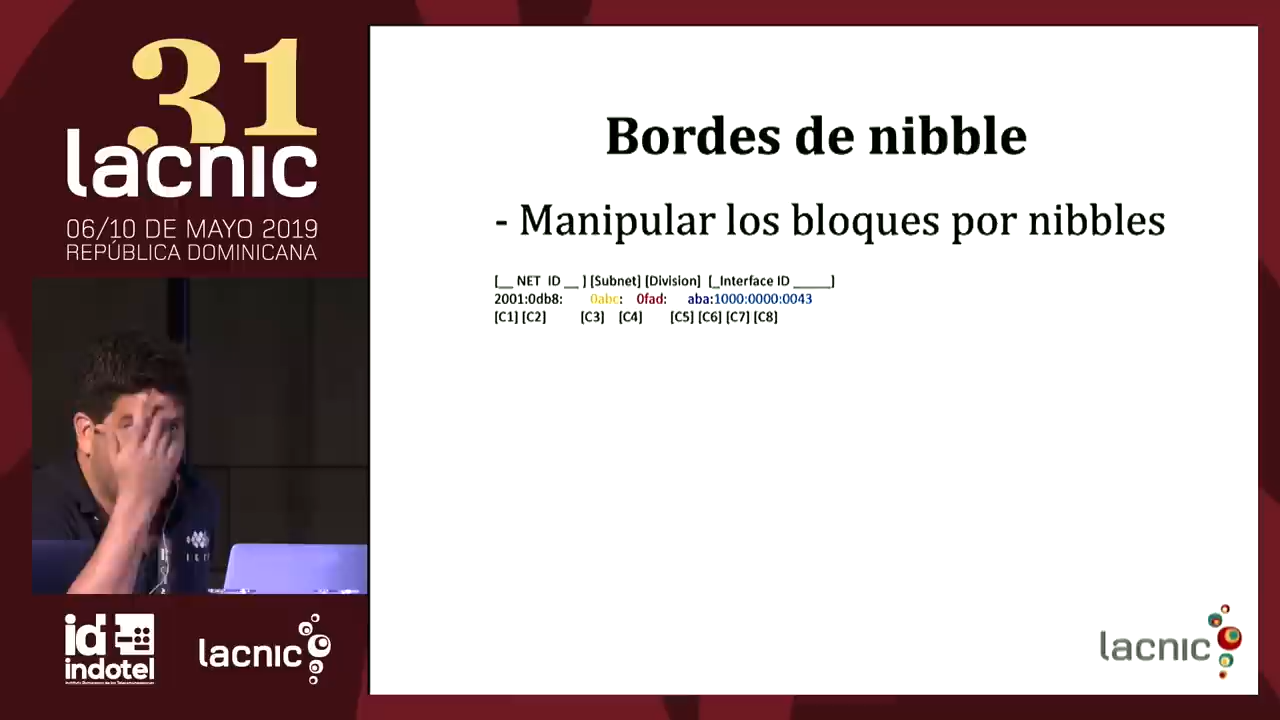 31
lacnic
06/10 DE MAYO 2019
REPÚBLICA DOMINICANA
Bordes de nibble
- Manipular los bloques por nibbles
[__ NET ID __ ] [Subnet] [Division] [_Interface ID _____]
2001:0db8: 0abc: 0fad: aba:1000:0000:0043
[C1] [C2] [C3] [C4] [C5] [C6] [C7] [C8]
id
indotel
lacnic
lacnic